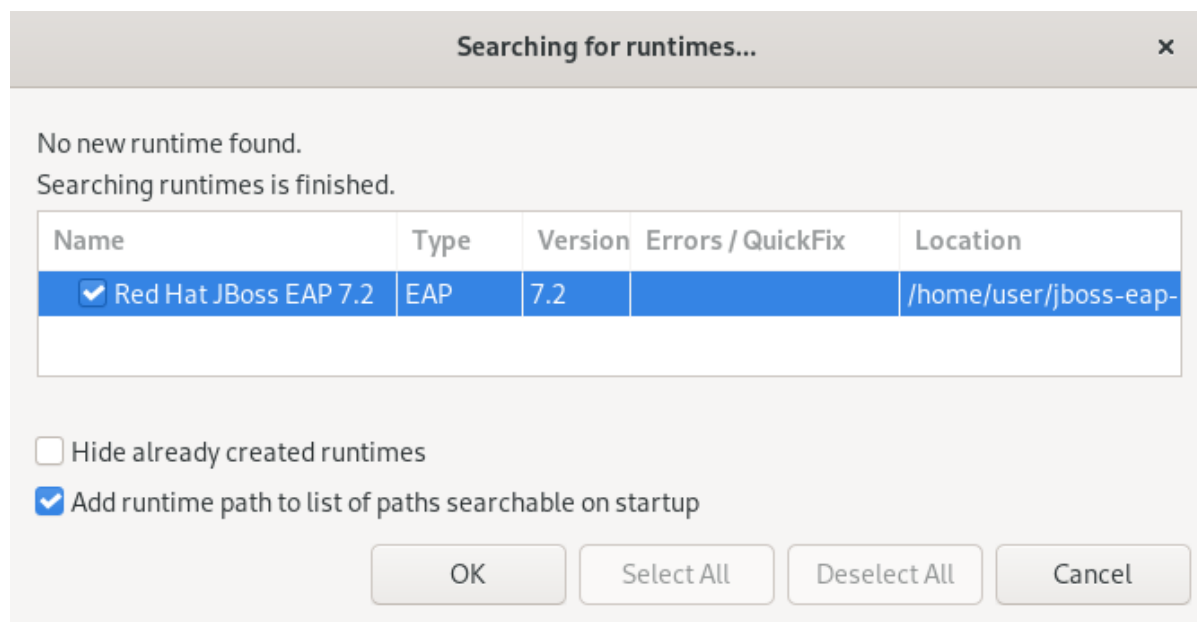 Searching for runtimes...
No new runtime found.
Searching runtimes is finished.
Name Type Version Errors / QuickFix Location
Red Hat JBoss EAP 7.2 EAP 7.2 /home/user/jboss-eap-
Hide already created runtimes
Add runtime path to list of paths searchable on startup
OK Select All Deselect All Cancel